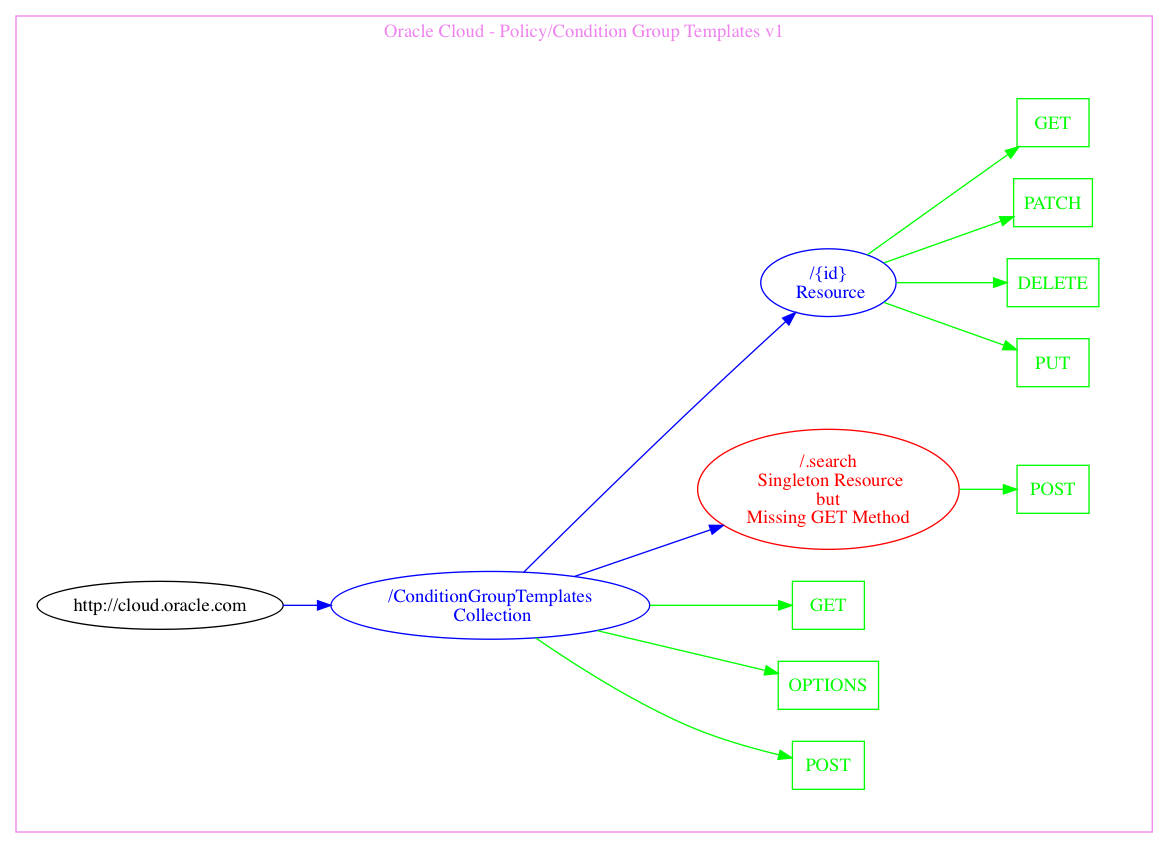 Oracle Cloud - Policy/Condition Group Templates v1
GET
PATCH
/{id}
Resource
DELETE
PUT
/.search
Singleton Resource
but
Missing GET Method
POST
http://cloud.oracle.com
/ConditionGroupTemplates
Collection
GET
OPTIONS
POST